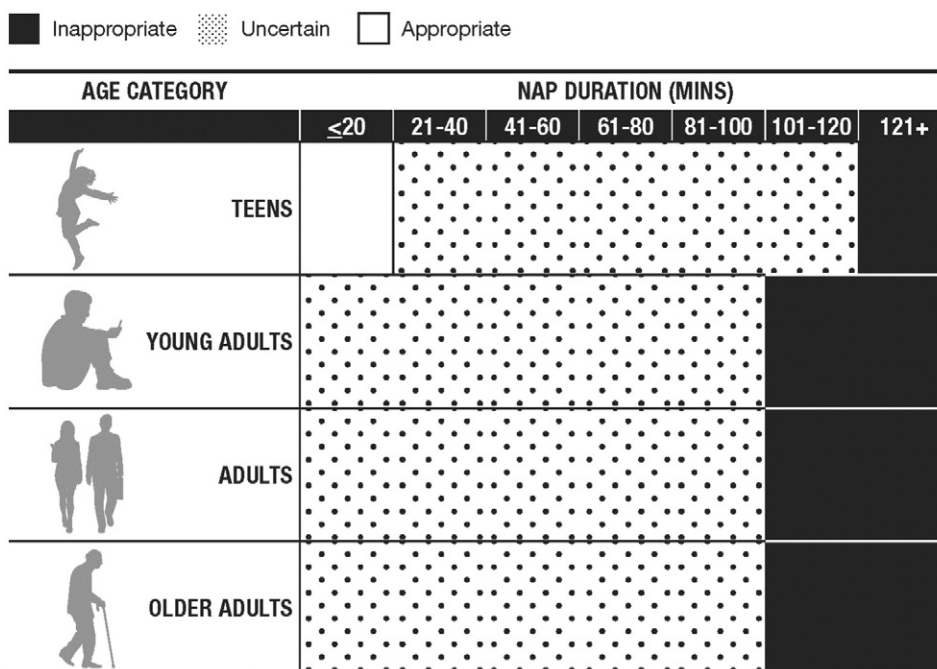 Inappropriate Uncertain Appropriate
AGE CATEGORY NAP DURATION (MINS)
≤20 21-40 41-60 61-80 81-100 101-120 121+
TEENS
YOUNG ADULTS
ADULTS
OLDER ADULTS